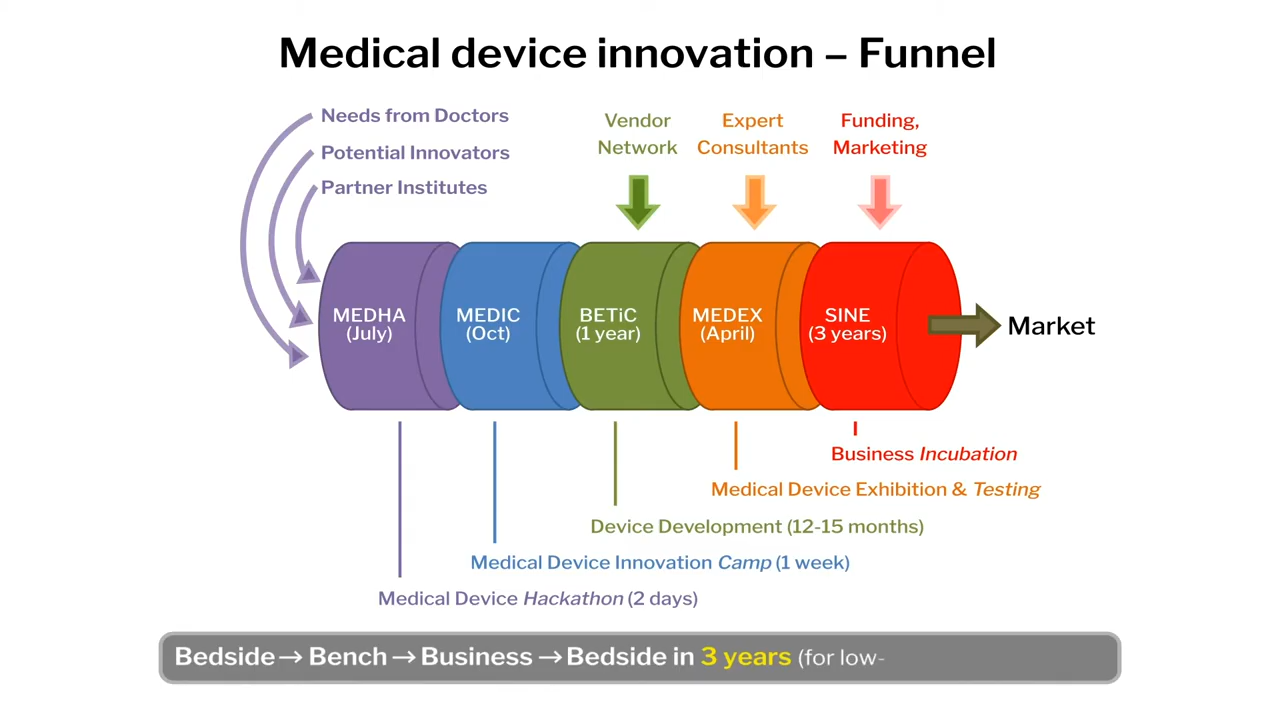 Medical device innovation – Funnel
Needs from Doctors
Potential Innovators
Partner Institutes
Vendor
Network
Expert
Consultants
Funding,
Marketing
MEDHA
(July)
MEDIC
(Oct)
BETiC
(1 year)
MEDEX
(April)
SINE
(3 years)
Market
Business Incubation
Medical Device Exhibition & Testing
Device Development (12-15 months)
Medical Device Innovation Camp (1 week)
Medical Device Hackathon (2 days)
Bedside → Bench → Business → Bedside in 3 years (for low-